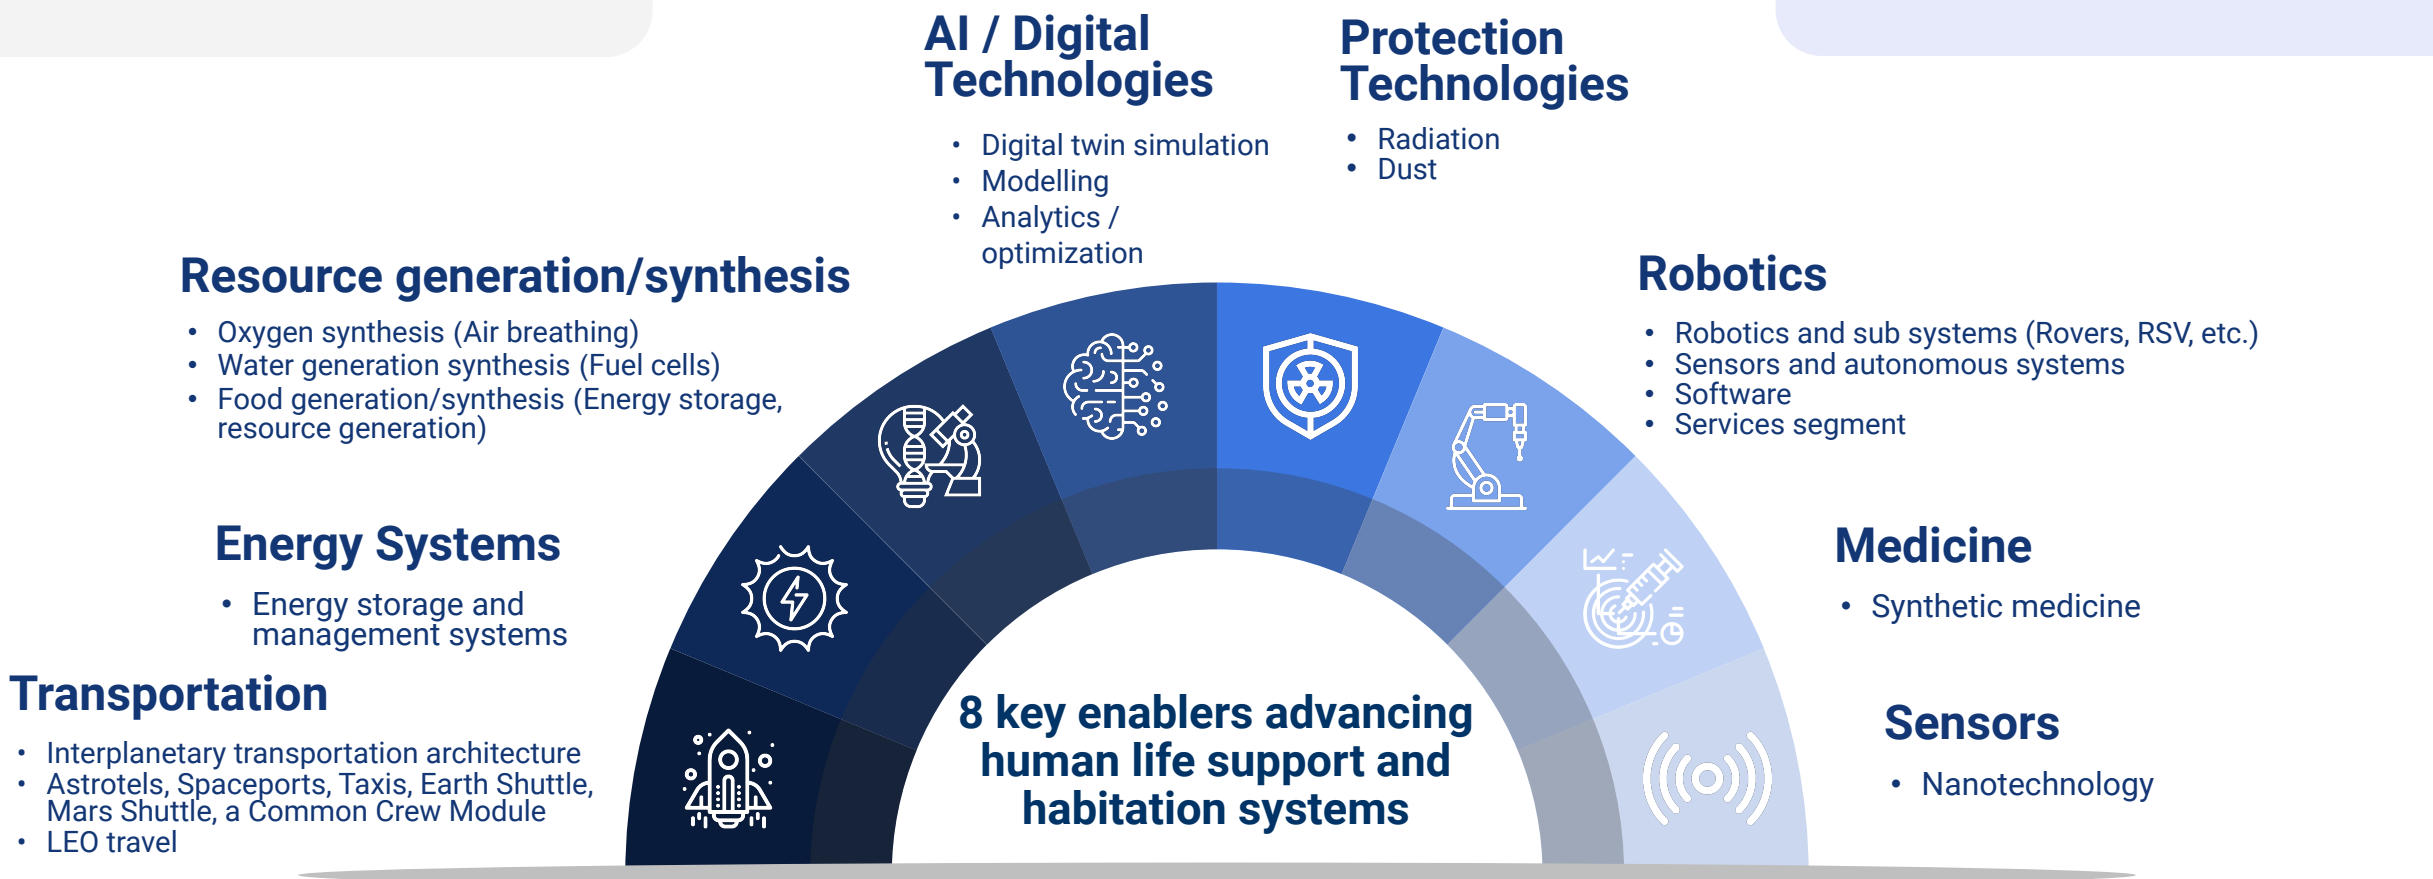 AI / Digital
Technologies
• Digital twin simulation
• Modelling
• Analytics /
optimization
Protection
Technologies
• Radiation
• Dust
Resource generation/synthesis
• Oxygen synthesis (Air breathing)
• Water generation synthesis (Fuel cells)
• Food generation/synthesis (Energy storage,
resource generation)
Robotics
• Robotics and sub systems (Rovers, RSV, etc.)
• Sensors and autonomous systems
• Software
• Services segment
Energy Systems
• Energy storage and
management systems
Medicine
• Synthetic medicine
Transportation
• Interplanetary transportation architecture
• Astrotels, Spaceports, Taxis, Earth Shuttle,
Mars Shuttle, a Common Crew Module
• LEO travel
8 key enablers advancing
human life support and
habitation systems
Sensors
• Nanotechnology